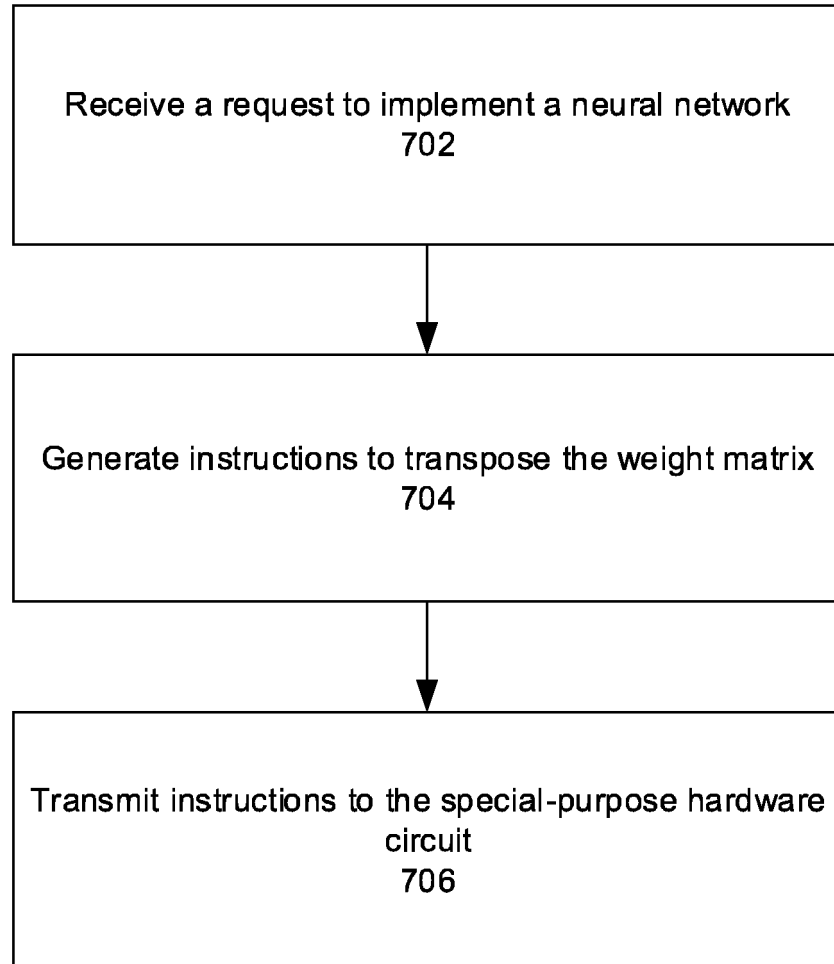 Receive a request to implement a neural network
702
Generate instructions to transpose the weight matrix
704
Transmit instructions to the special-purpose hardware
circuit
706